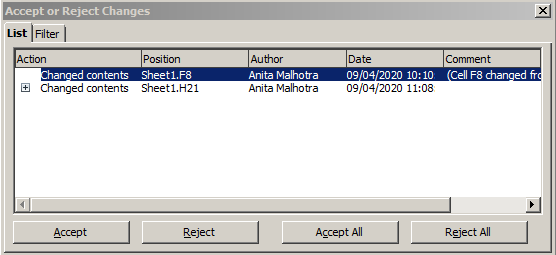 Accept or Reject Changes
List Filter
Action Position Author Date Comment
Changed contents Sheet1.F8 Anita Malhotra 09/04/2020 10:10 (Cell F8 changed fro
Changed contents Sheet1.H21 Anita Malhotra 09/04/2020 11:08
Accept Reject Accept All Reject All